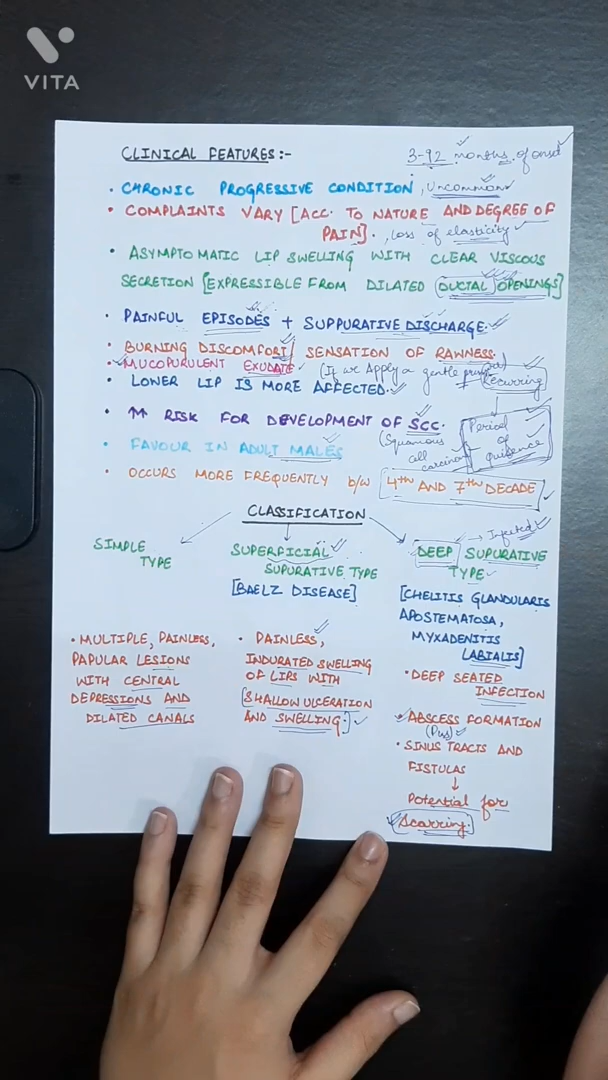 VITA
CLINICAL FEATURES:-
3-92 months of onset
• CHRONIC PROGRESSIVE CONDITION, Uncommon
• COMPLAINTS VARY [ACC. TO NATURE AND DEGREE OF
PAIN]. , Loss of elasticity
• ASYMPTOMATIC LIP SWELLING WITH CLEAR VISCOUS
SECRETION [EXPRESSIBLE FROM DILATED (DUCTAL) OPENINGS]
• PAINFUL EPISODES + SUPPURATIVE DISCHARGE.
• BURNING DISCOMFORT/ SENSATION OF RAWNESS.
• MUCOPURULENT EXUDATE (If we Apply a gentle
• LOWER LIP IS MORE AFFECTED. Recurring
• ↑↑ RISK FOR DEVELOPMENT OF SCC.
(Squamous cell carcinoma
Period of quisence
• FAVOUR IN ADULT MALES
• OCCURS MORE FREQUENTLY b/w 4th AND 7th DECADE
CLASSIFICATION
SIMPLE
TYPE
SUPERFICIAL
SUPURATIVE TYPE
[BAELZ DISEASE]
→ Infected
DEEP SUPURATIVE
TYPE
[CHELITIS GLANDULARIS
APOSTEMATOSA,
MYXADENITIS
LABIALIS]
• MULTIPLE, PAINLESS,
PAPULAR LESIONS
WITH CENTRAL
DEPRESSIONS AND
DILATED CANALS
• PAINLESS,
INDURATED SWELLING
OF LIPS WITH
SHALLOW ULCERATION
AND SWELLING.
• DEEP SEATED
INFECTION
• ABSCESS FORMATION
(Pus)
• SINUS TRACTS AND
FISTULAS
↓
Potential for
Scarring.